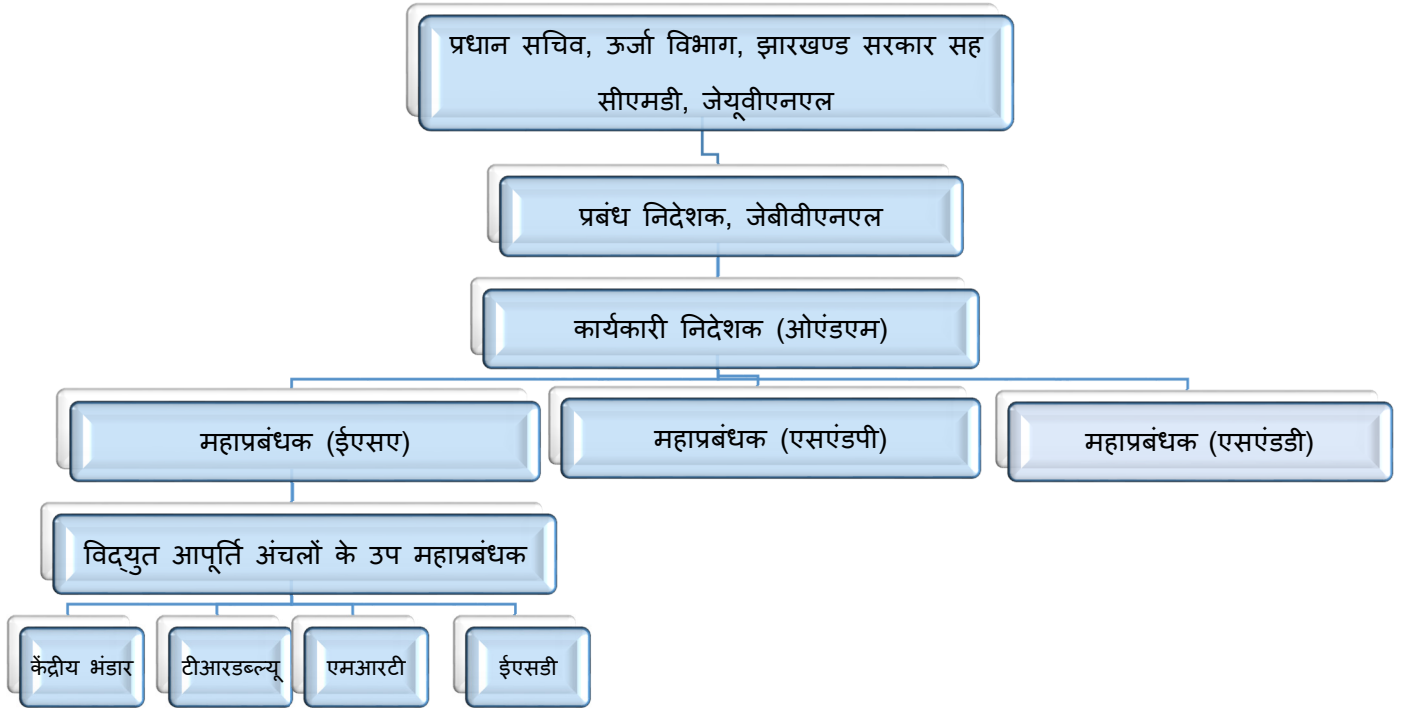 प्रधान सचिव, ऊर्जा विभाग, झारखण्ड सरकार सह
सीएमडी, जेयूवीएनएल
प्रबंध निदेशक, जेबीवीएनएल
कार्यकारी निदेशक (ओएंडएम)
महाप्रबंधक (ईएसए)
महाप्रबंधक (एसएंडपी)
महाप्रबंधक (एसएंडडी)
विद्युत आपूर्ति अंचलों के उप महाप्रबंधक
केंद्रीय भंडार
टीआरडब्ल्यू
एमआरटी
ईएसडी